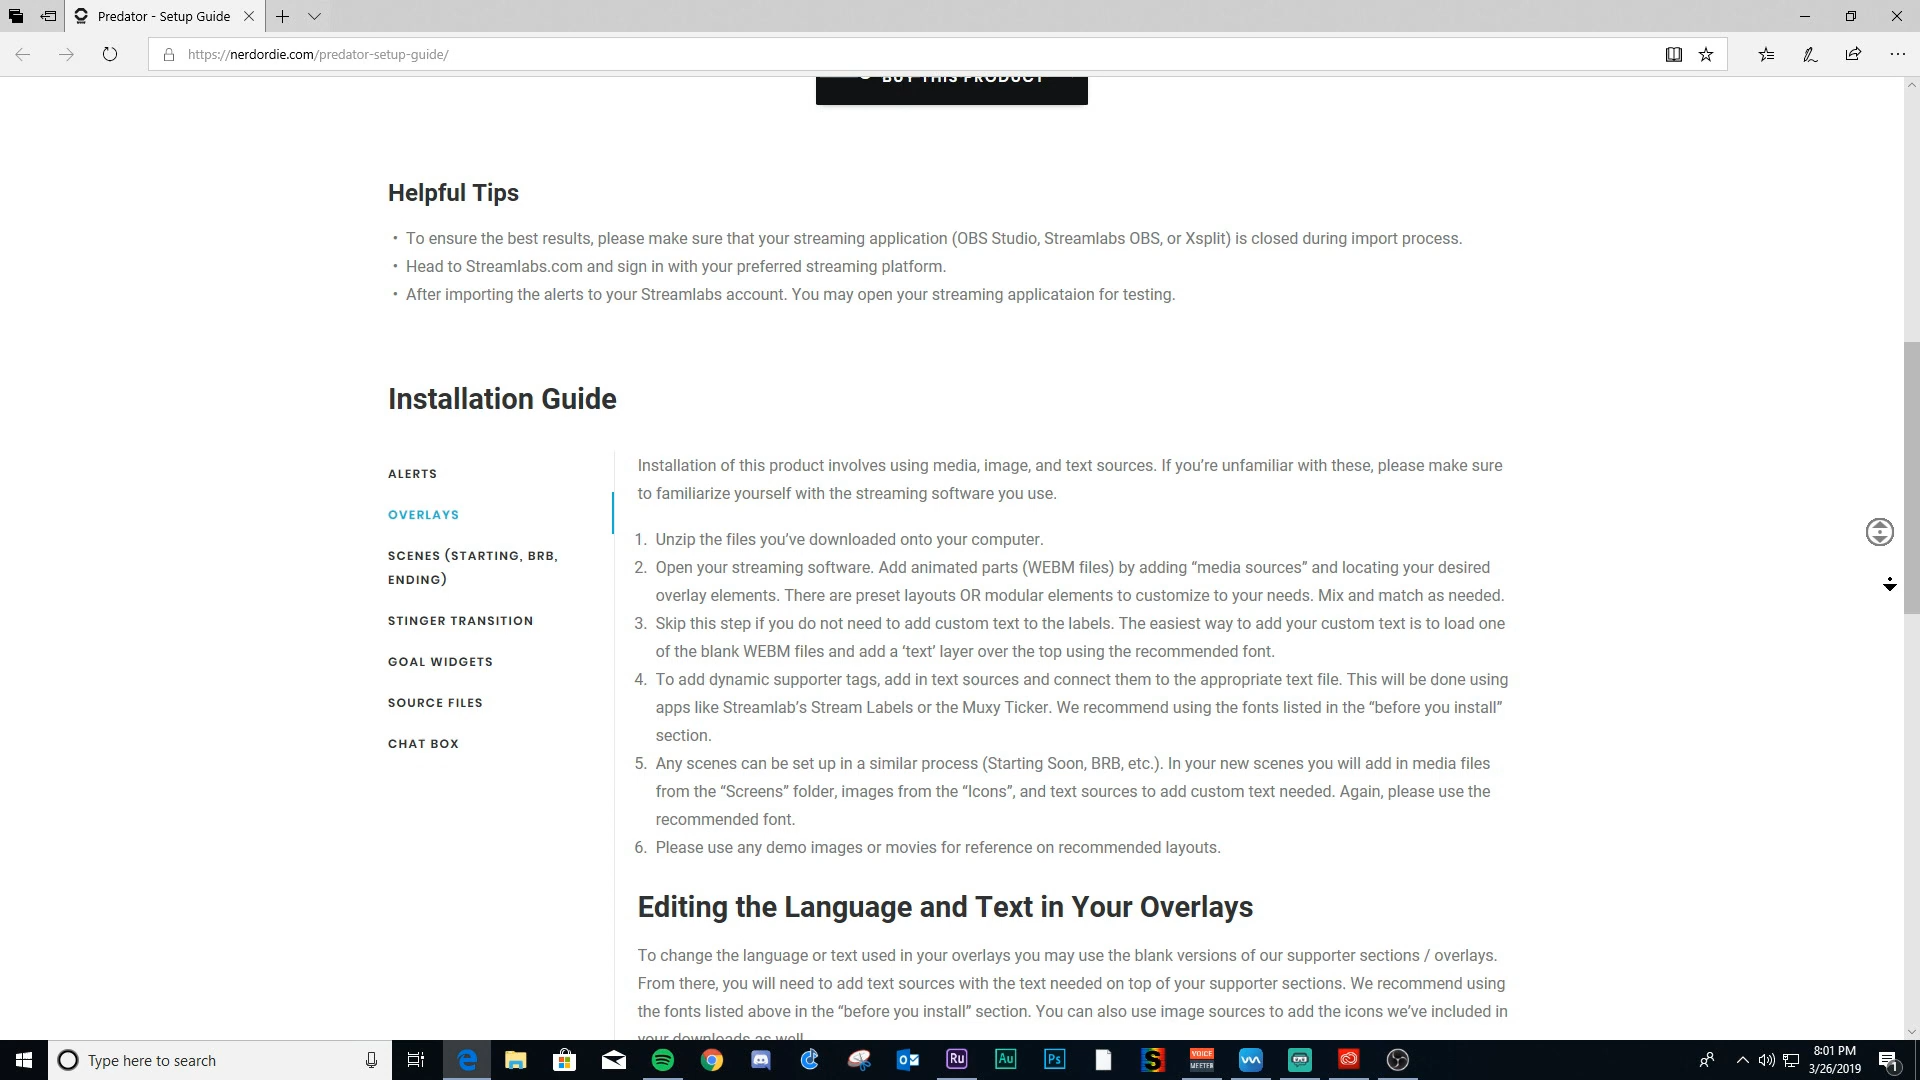 Predator - Setup Guide
https://nerdordie.com/predator-setup-guide/
BUY THIS PRODUCT
Helpful Tips
• To ensure the best results, please make sure that your streaming application (OBS Studio, Streamlabs OBS, or Xsplit) is closed during import process.
• Head to Streamlabs.com and sign in with your preferred streaming platform.
• After importing the alerts to your Streamlabs account. You may open your streaming applicataion for testing.
Installation Guide
ALERTS
OVERLAYS
SCENES (STARTING, BRB,
ENDING)
STINGER TRANSITION
GOAL WIDGETS
SOURCE FILES
CHAT BOX
Installation of this product involves using media, image, and text sources. If you’re unfamiliar with these, please make sure
to familiarize yourself with the streaming software you use.
1. Unzip the files you’ve downloaded onto your computer.
2. Open your streaming software. Add animated parts (WEBM files) by adding “media sources” and locating your desired
overlay elements. There are preset layouts OR modular elements to customize to your needs. Mix and match as needed.
3. Skip this step if you do not need to add custom text to the labels. The easiest way to add your custom text is to load one
of the blank WEBM files and add a ‘text’ layer over the top using the recommended font.
4. To add dynamic supporter tags, add in text sources and connect them to the appropriate text file. This will be done using
apps like Streamlab’s Stream Labels or the Muxy Ticker. We recommend using the fonts listed in the “before you install”
section.
5. Any scenes can be set up in a similar process (Starting Soon, BRB, etc.). In your new scenes you will add in media files
from the “Screens” folder, images from the “Icons”, and text sources to add custom text needed. Again, please use the
recommended font.
6. Please use any demo images or movies for reference on recommended layouts.
Editing the Language and Text in Your Overlays
To change the language or text used in your overlays you may use the blank versions of our supporter sections / overlays.
From there, you will need to add text sources with the text needed on top of your supporter sections. We recommend using
the fonts listed above in the “before you install” section. You can also use image sources to add the icons we’ve included in
your downloads as well.
Type here to search
Ru
Au
Ps
VOICE
MEETER
8:01 PM
3/26/2019
1